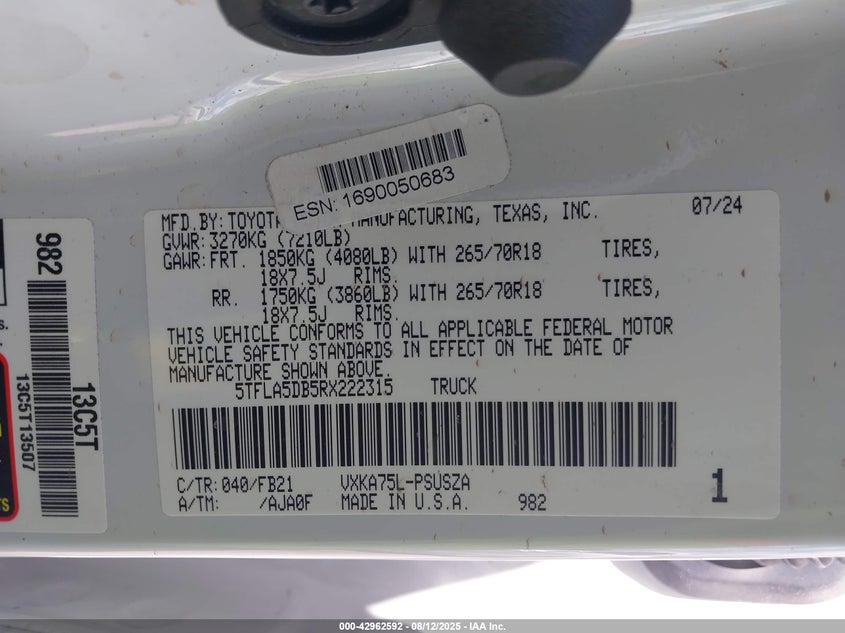 ESN: 1690050683
MFD.BY: TOYOTA MANUFACTURING, TEXAS, INC. 07/24
GVWR: 3270KG (7210LB)
GAWR: FRT. 1850KG (4080LB) WITH 265/70R18 TIRES,
18X7.5J RIMS.
RR. 1750KG (3860LB) WITH 265/70R18 TIRES,
18X7.5J RIMS.
THIS VEHICLE CONFORMS TO ALL APPLICABLE FEDERAL MOTOR
VEHICLE SAFETY STANDARDS IN EFFECT ON THE DATE OF
MANUFACTURE SHOWN ABOVE.
5TFLA5DB5RX222315 TRUCK
C/TR: 040/FB21 VXKA75L-PSUSZA
A/TM: /AJA0F MADE IN U.S.A. 982 1
982
13C5T
13C5T13507
000-42962592 - 08/12/2025 - IAA Inc.